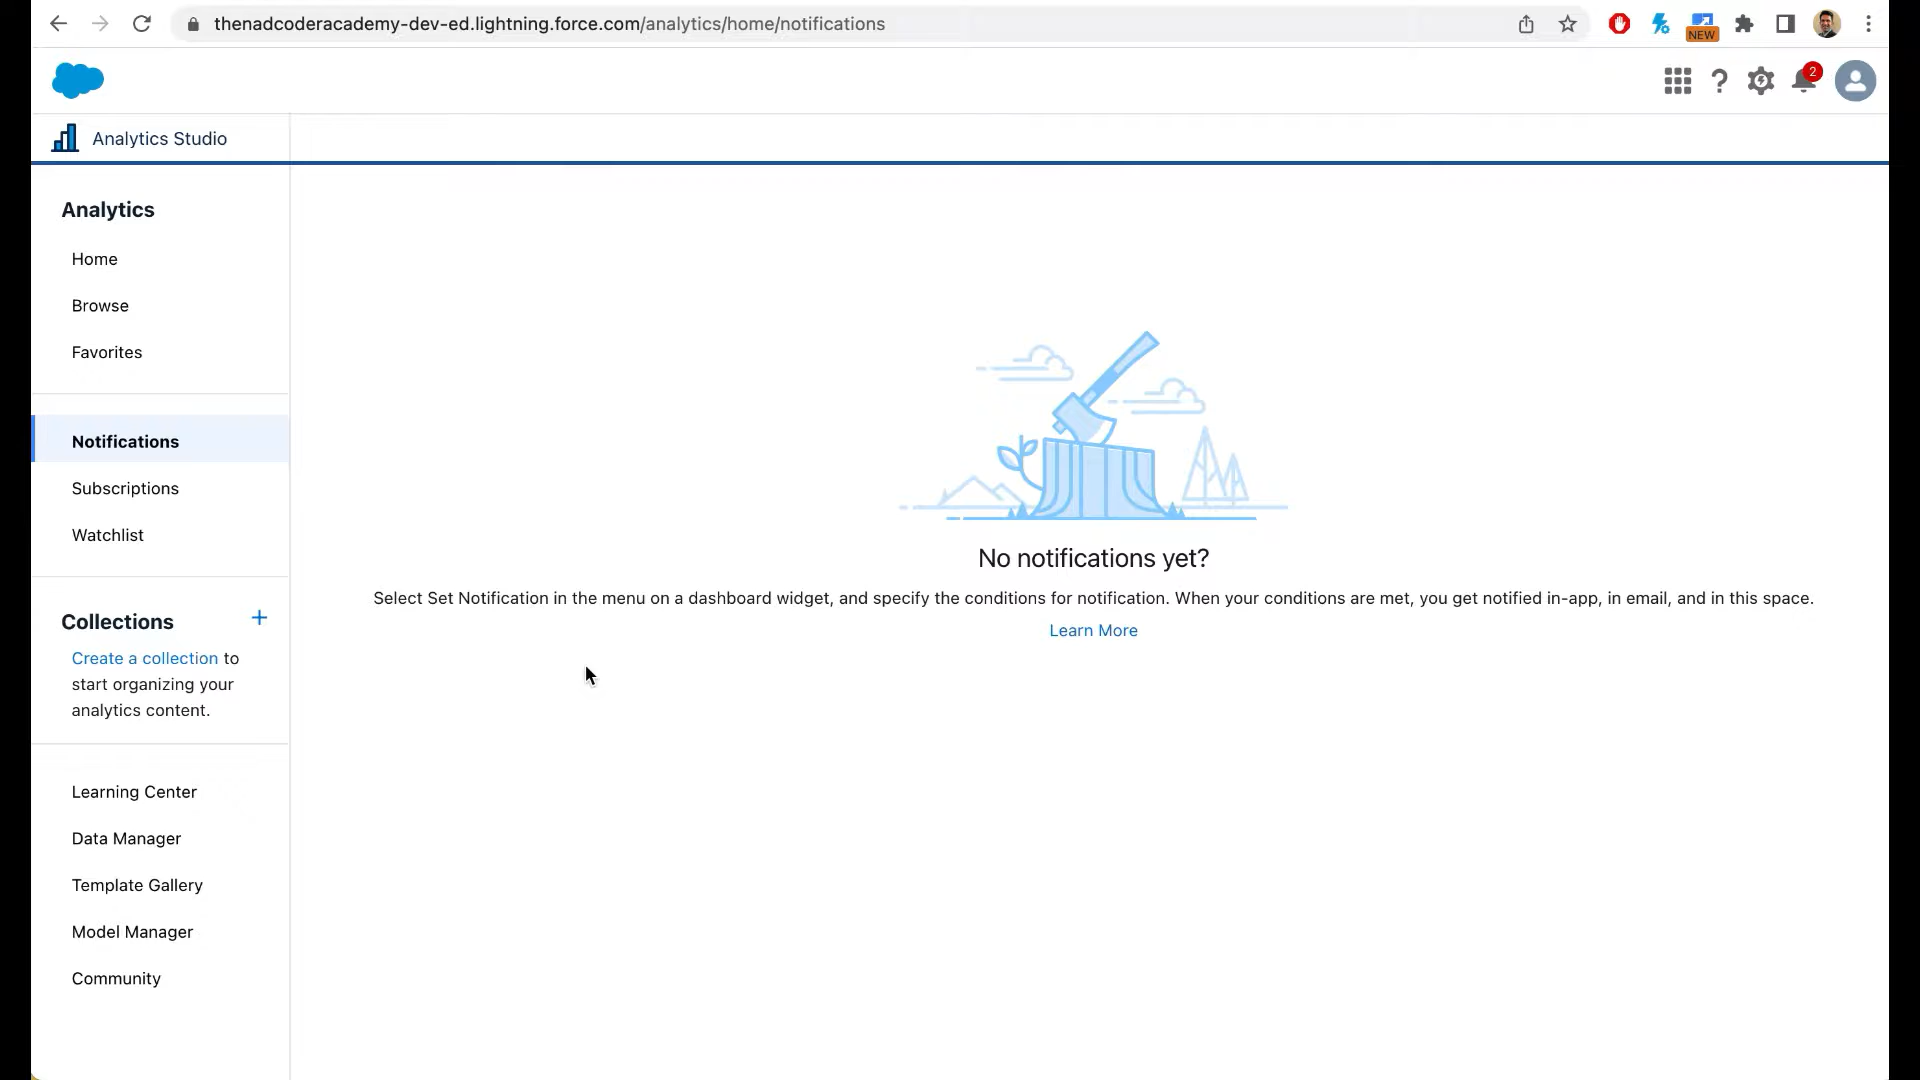 thenadcoderacademy-dev-ed.lightning.force.com/analytics/home/notifications
NEW
2
Analytics Studio
Analytics
Home
Browse
Favorites
Notifications
Subscriptions
Watchlist
Collections +
Create a collection to
start organizing your
analytics content.
Learning Center
Data Manager
Template Gallery
Model Manager
Community
No notifications yet?
Select Set Notification in the menu on a dashboard widget, and specify the conditions for notification. When your conditions are met, you get notified in-app, in email, and in this space.
Learn More